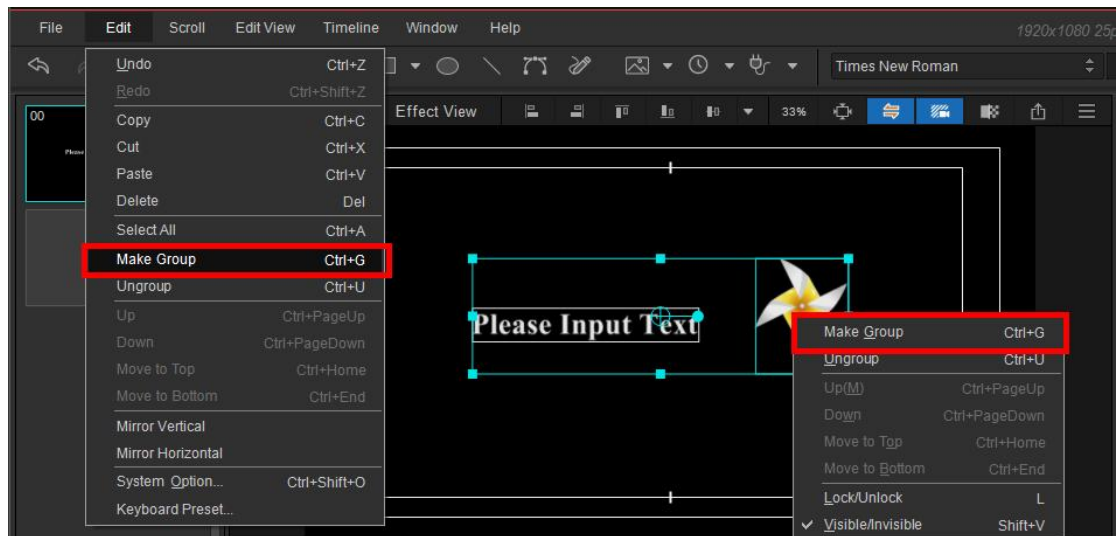 File Edit Scroll Edit View Timeline Window Help
1920x1080 25p
Times New Roman
Effect View 33%
00
Please
Undo Ctrl+Z
Redo Ctrl+Shift+Z
Copy Ctrl+C
Cut Ctrl+X
Paste Ctrl+V
Delete Del
Select All Ctrl+A
Make Group Ctrl+G
Ungroup Ctrl+U
Up Ctrl+PageUp
Down Ctrl+PageDown
Move to Top Ctrl+Home
Move to Bottom Ctrl+End
Mirror Vertical
Mirror Horizontal
System Option... Ctrl+Shift+O
Keyboard Preset...
Please Input Text
Make Group Ctrl+G
Ungroup Ctrl+U
Up(M) Ctrl+PageUp
Down Ctrl+PageDown
Move to Top Ctrl+Home
Move to Bottom Ctrl+End
Lock/Unlock L
Visible/Invisible Shift+V